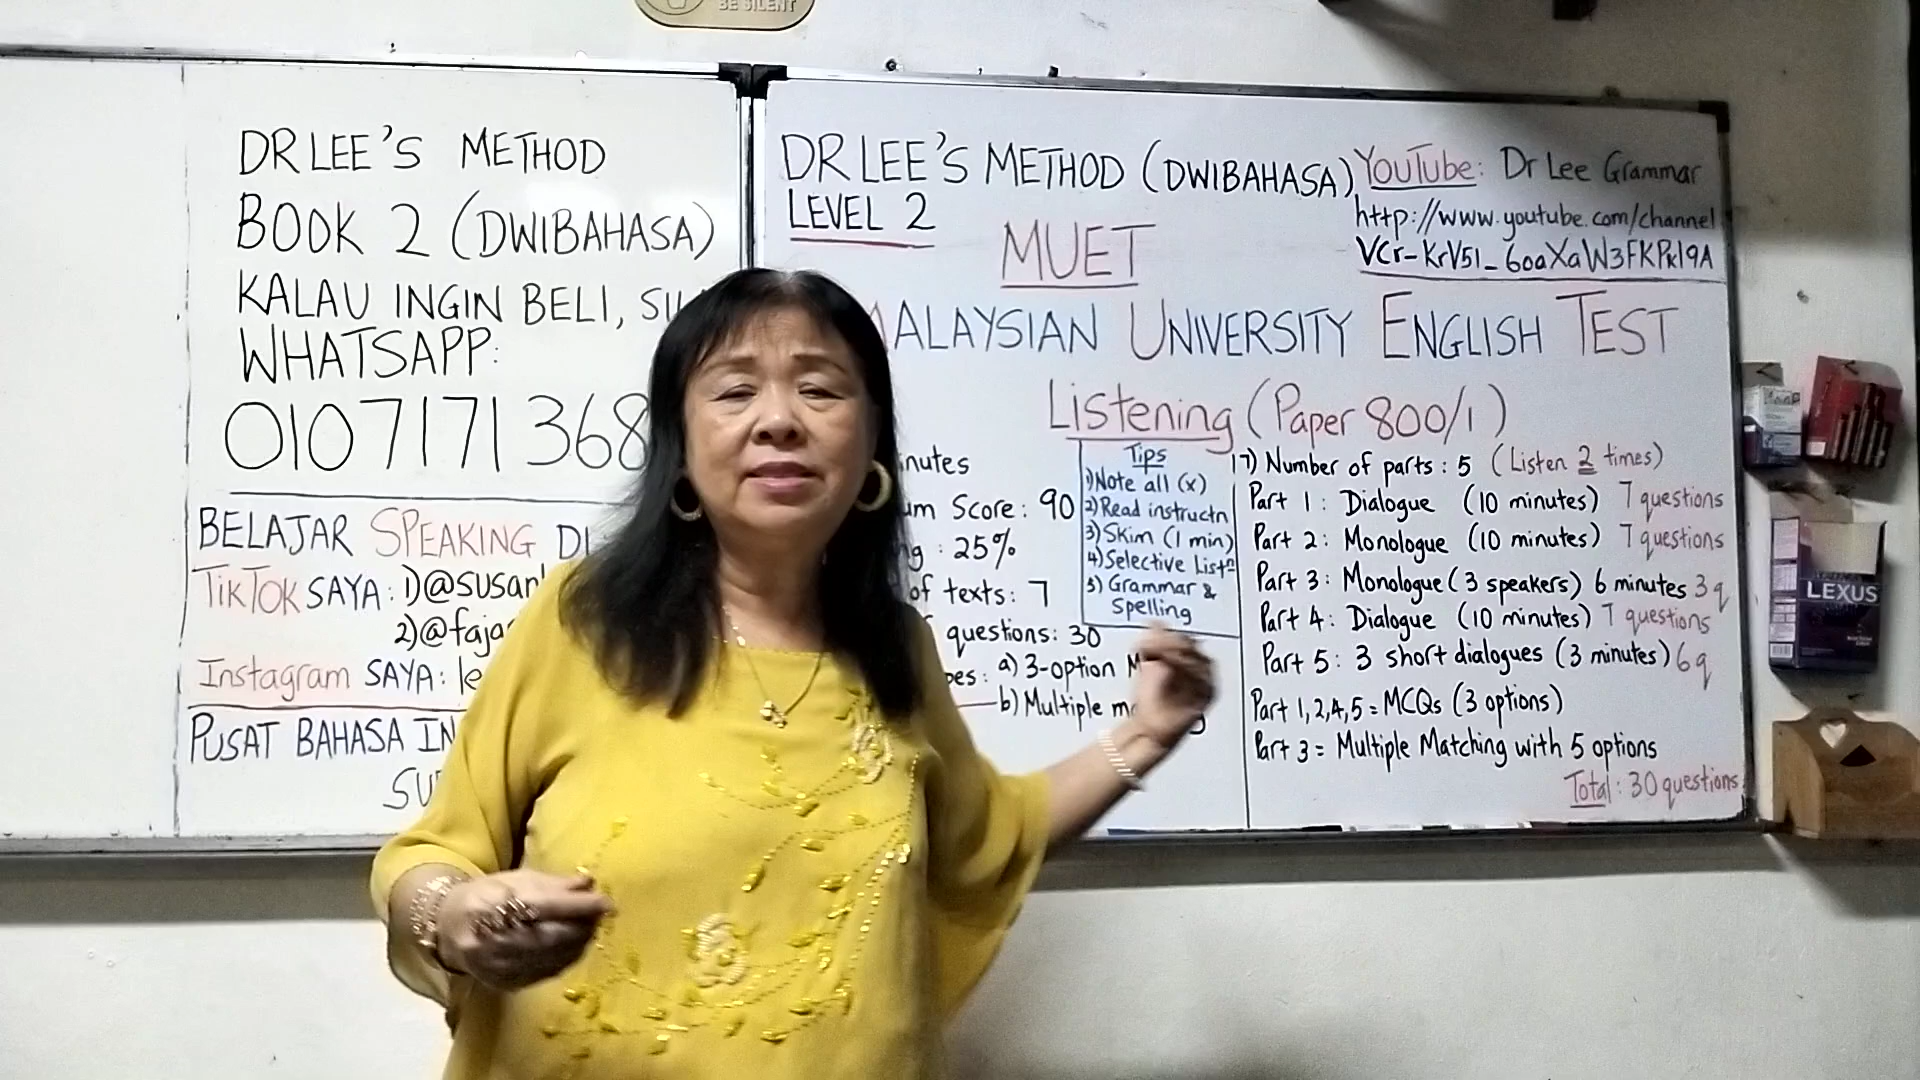 BE SILENT
DR LEE'S METHOD
BOOK 2 (DWIBAHASA)
KALAU INGIN BELI,
WHATSAPP:
0107171368
BELAJAR SPEAKING
TIKTOK SAYA: 1) @susan
2) @faja
Instagram SAYA: le
PUSAT BAHASA IN
SU
DR LEE'S METHOD (DWIBAHASA)
LEVEL 2
YOUTUBE: Dr Lee Grammar
http://www.youtube.com/channel
VCr-KrV51_6oaXaW3FKPkl9A
MUET
MALAYSIAN UNIVERSITY ENGLISH TEST
Listening (Paper 800/1)
nutes
um Score: 90
g: 25%
of texts: 7
questions: 30
pes: a) 3-option M
b) Multiple m
Tips
1) Note all (x)
2) Read instructn
3) Skim (1 min)
4) Selective Listn
5) Grammar &
Spelling
17) Number of parts: 5 (Listen 2 times)
Part 1: Dialogue (10 minutes) 7 questions
Part 2: Monologue (10 minutes) 7 questions
Part 3: Monologue (3 speakers) 6 minutes 3 q
Part 4: Dialogue (10 minutes) 7 questions
Part 5: 3 short dialogues (3 minutes) 6 q
Part 1,2,4,5 = MCQs (3 options)
Part 3 = Multiple Matching with 5 options
Total: 30 questions
LEXUS